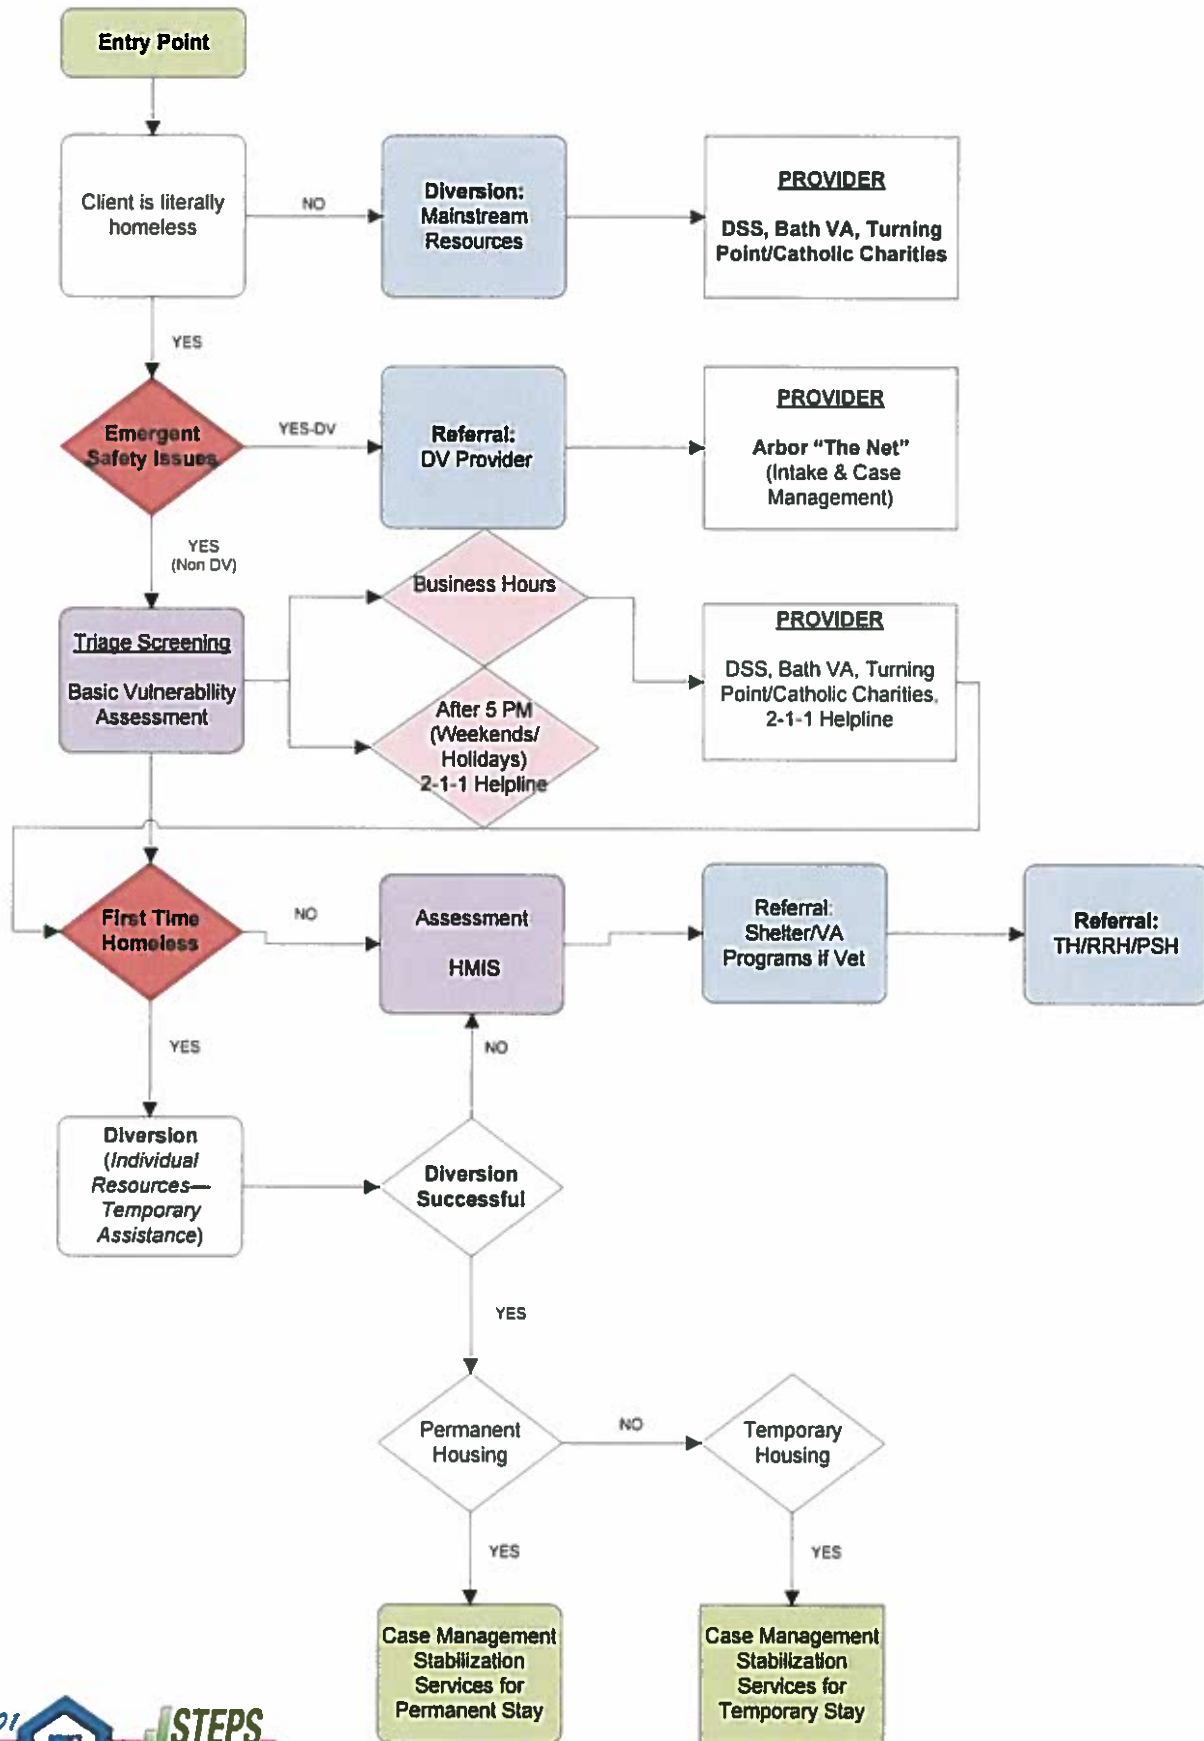 Entry Point
Client is literally
homeless
NO
Diversion:
Mainstream
Resources
PROVIDER
DSS, Bath VA, Turning
Point/Catholic Charities
YES
Emergent
Safety Issues
YES-DV
Referral:
DV Provider
PROVIDER
Arbor “The Net”
(Intake & Case
Management)
YES
(Non DV)
Triage Screening
Basic Vulnerability
Assessment
Business Hours
After 5 PM
(Weekends/
Holidays)
2-1-1 Helpline
PROVIDER
DSS, Bath VA, Turning
Point/Catholic Charities,
2-1-1 Helpline
First Time
Homeless
NO
Assessment
HMIS
Referral:
Shelter/VA
Programs if Vet
Referral:
TH/RRH/PSH
YES
NO
Diversion
(Individual
Resources—
Temporary
Assistance)
Diversion
Successful
YES
Permanent
Housing
NO
Temporary
Housing
YES
YES
Case Management
Stabilization
Services for
Permanent Stay
Case Management
Stabilization
Services for
Temporary Stay
STEPS